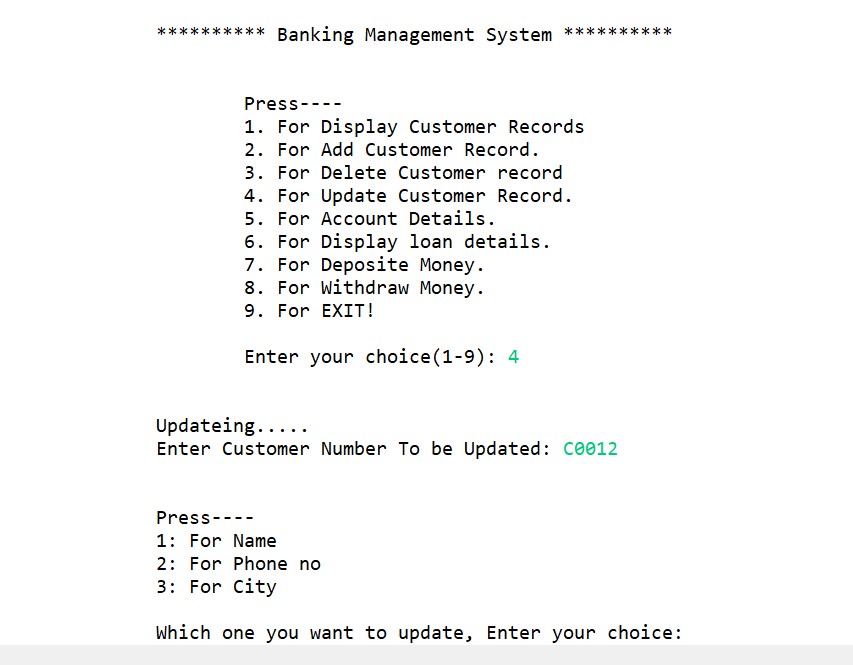 ********** Banking Management System **********
Press----
1. For Display Customer Records
2. For Add Customer Record.
3. For Delete Customer record
4. For Update Customer Record.
5. For Account Details.
6. For Display loan details.
7. For Deposite Money.
8. For Withdraw Money.
9. For EXIT!
Enter your choice(1-9): 4
Updateing.....
Enter Customer Number To be Updated: C0012
Press----
1: For Name
2: For Phone no
3: For City
Which one you want to update, Enter your choice: